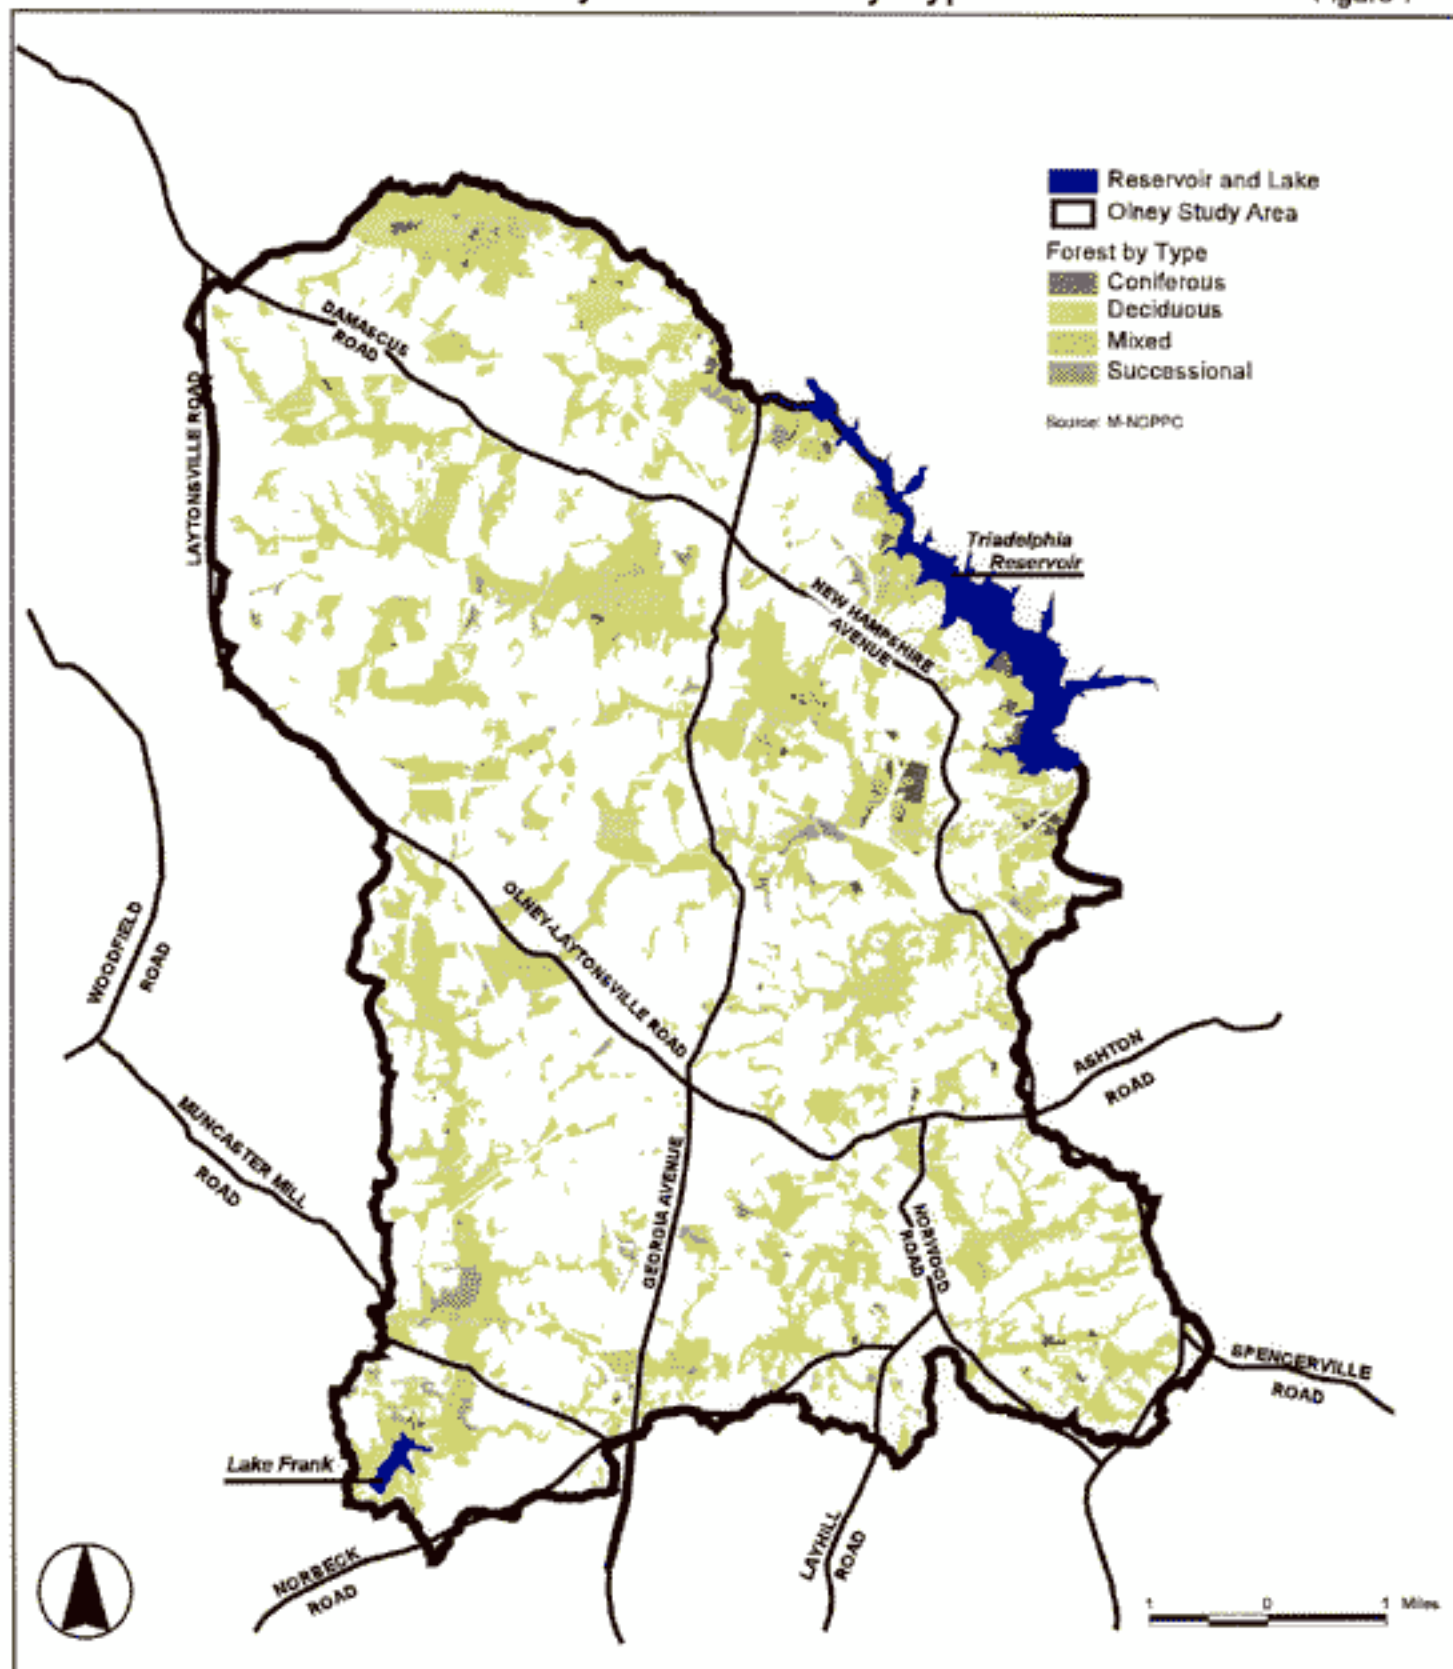 Reservoir and Lake
Olney Study Area
Forest by Type
Coniferous
Deciduous
Mixed
Successional
Source: M-NCPPC
DAMASCUS
ROAD
LAYTONSVILLE ROAD
Triadelphia
Reservoir
NEW HAMPSHIRE
AVENUE
OLNEY-LAYTONSVILLE ROAD
WOODFIELD
ROAD
ASHTON
ROAD
MUNCASTER MILL
ROAD
GEORGIA AVENUE
NORWOOD
ROAD
SPENCERVILLE
ROAD
Lake Frank
LAYHILL
ROAD
NORBECK
ROAD
1 0 1 Miles